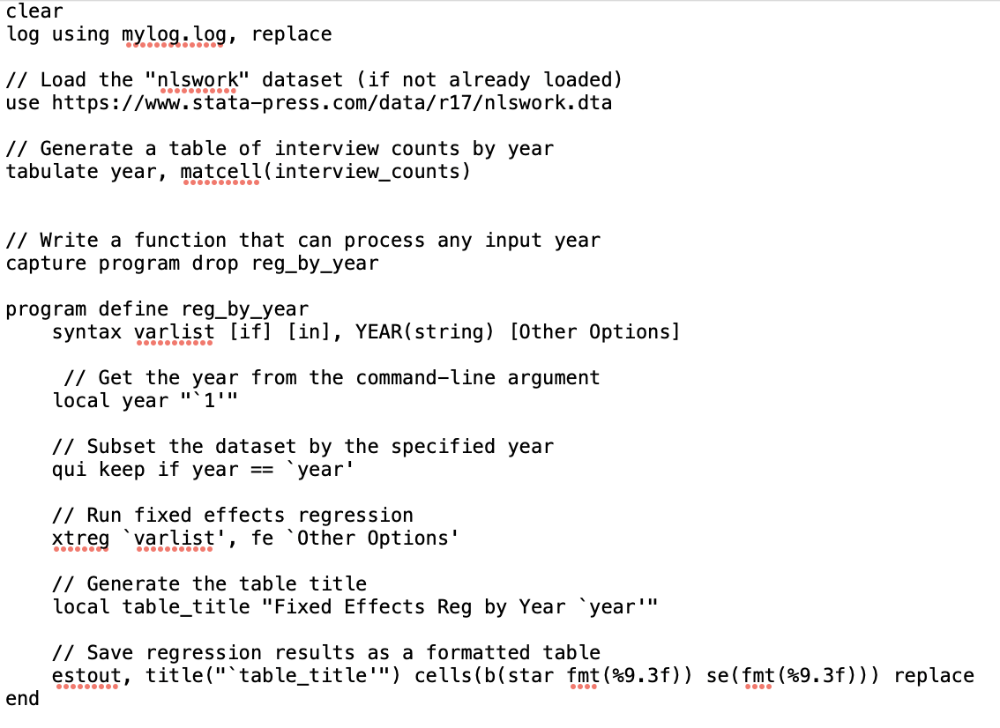 clear
log using mylog.log, replace
// Load the "nlswork" dataset (if not already loaded)
use https://www.stata-press.com/data/r17/nlswork.dta
// Generate a table of interview counts by year
tabulate year, matcell(interview_counts)
// Write a function that can process any input year
capture program drop reg_by_year
program define reg_by_year
    syntax varlist [if] [in], YEAR(string) [Other Options]
     // Get the year from the command-line argument
    local year "`1'"
    // Subset the dataset by the specified year
    qui keep if year == `year'
    // Run fixed effects regression
    xtreg `varlist', fe `Other Options'
    // Generate the table title
    local table_title "Fixed Effects Reg by Year `year'"
    // Save regression results as a formatted table
    estout, title("`table_title'") cells(b(star fmt(%9.3f)) se(fmt(%9.3f))) replace
end